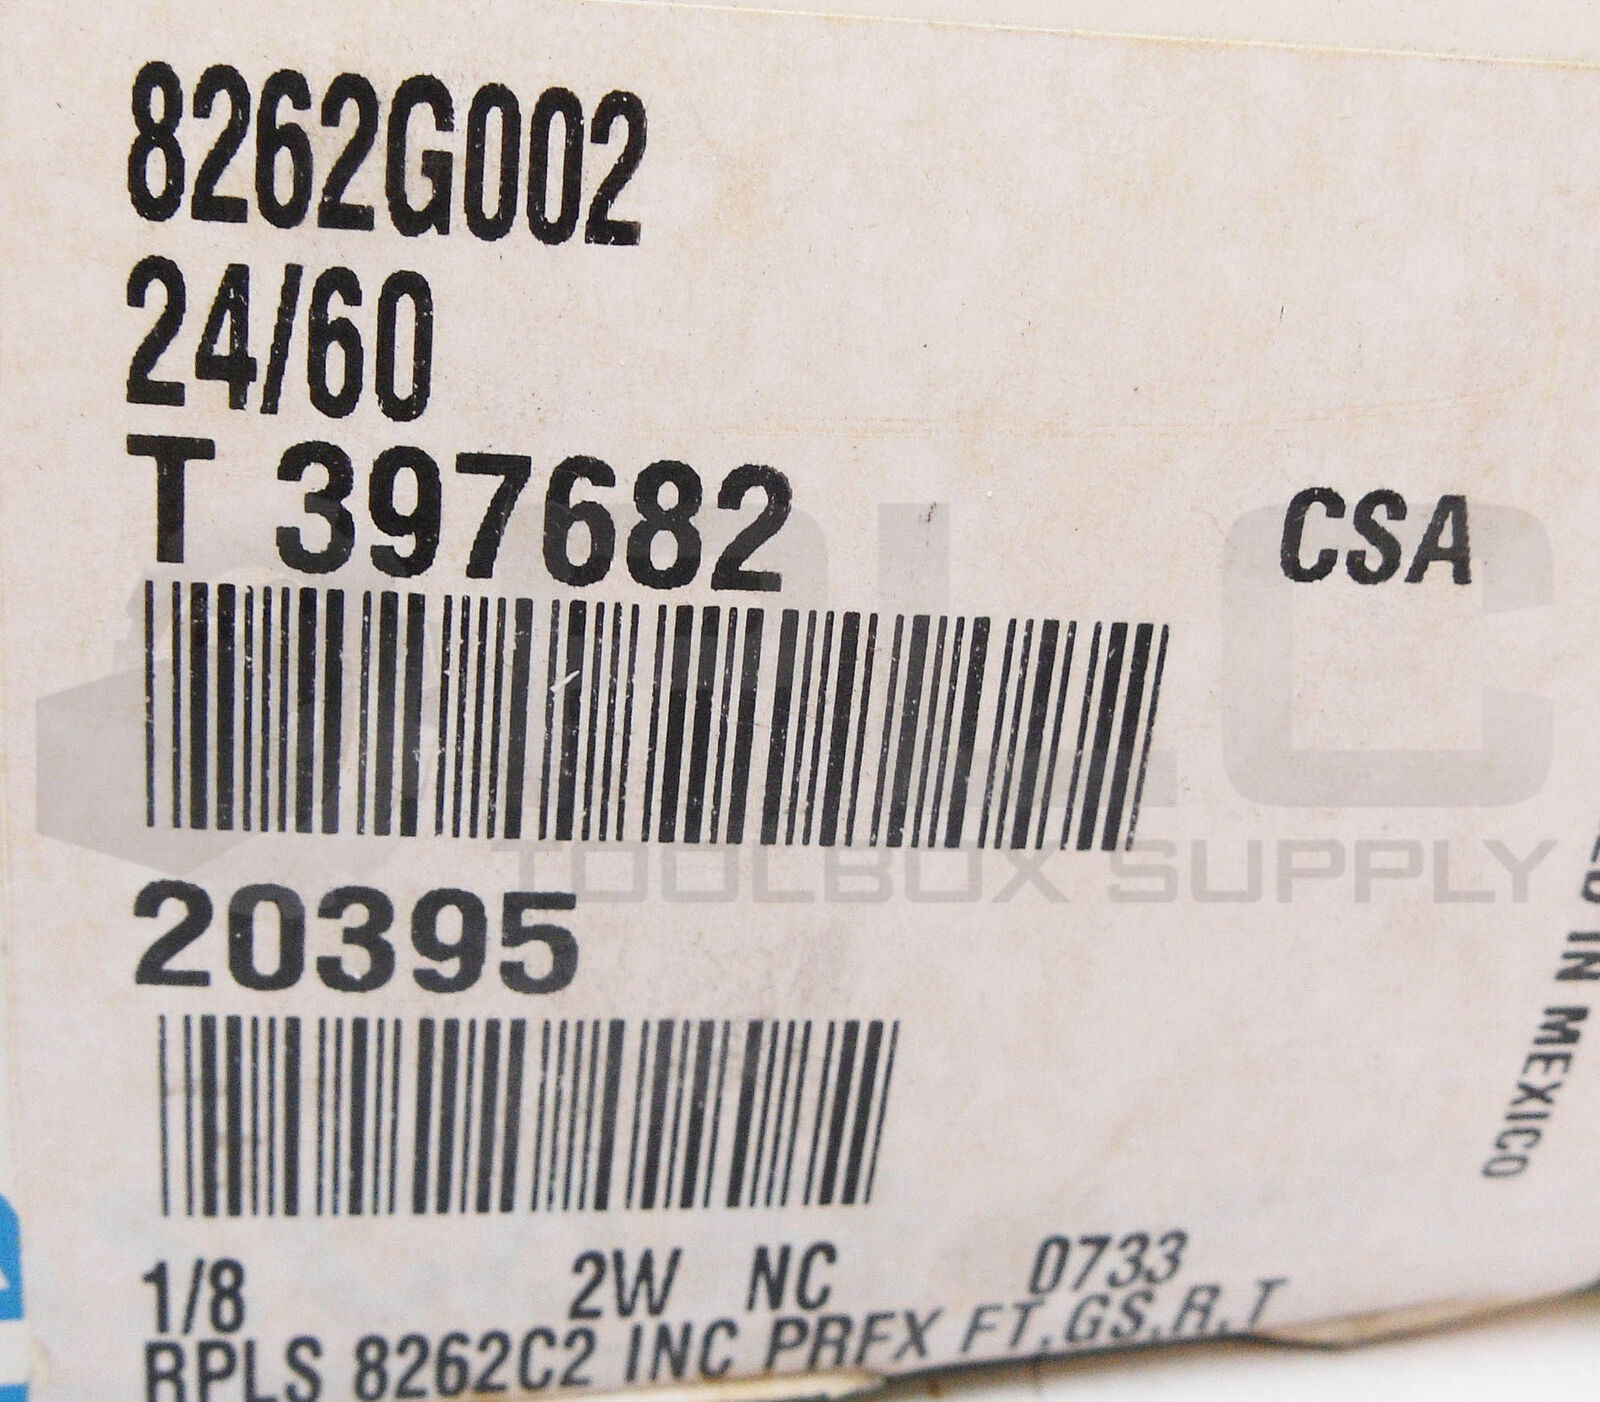 8262G002
24/60
T 397682
CSA
20395
1/8 2W NC 0733
RPLS 8262C2 INC PRFX FT,GS,R,T
IN MEXICO
TOOLBOX SUPPLY